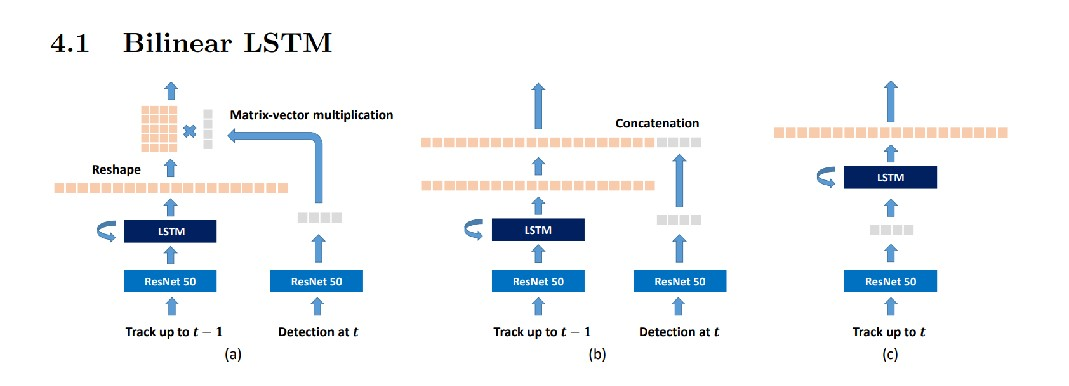 4.1 Bilinear LSTM
Matrix-vector multiplication
Reshape
LSTM
ResNet 50
ResNet 50
Track up to t − 1
Detection at t
(a)
Concatenation
LSTM
ResNet 50
ResNet 50
Track up to t − 1
Detection at t
(b)
LSTM
ResNet 50
Track up to t
(c)